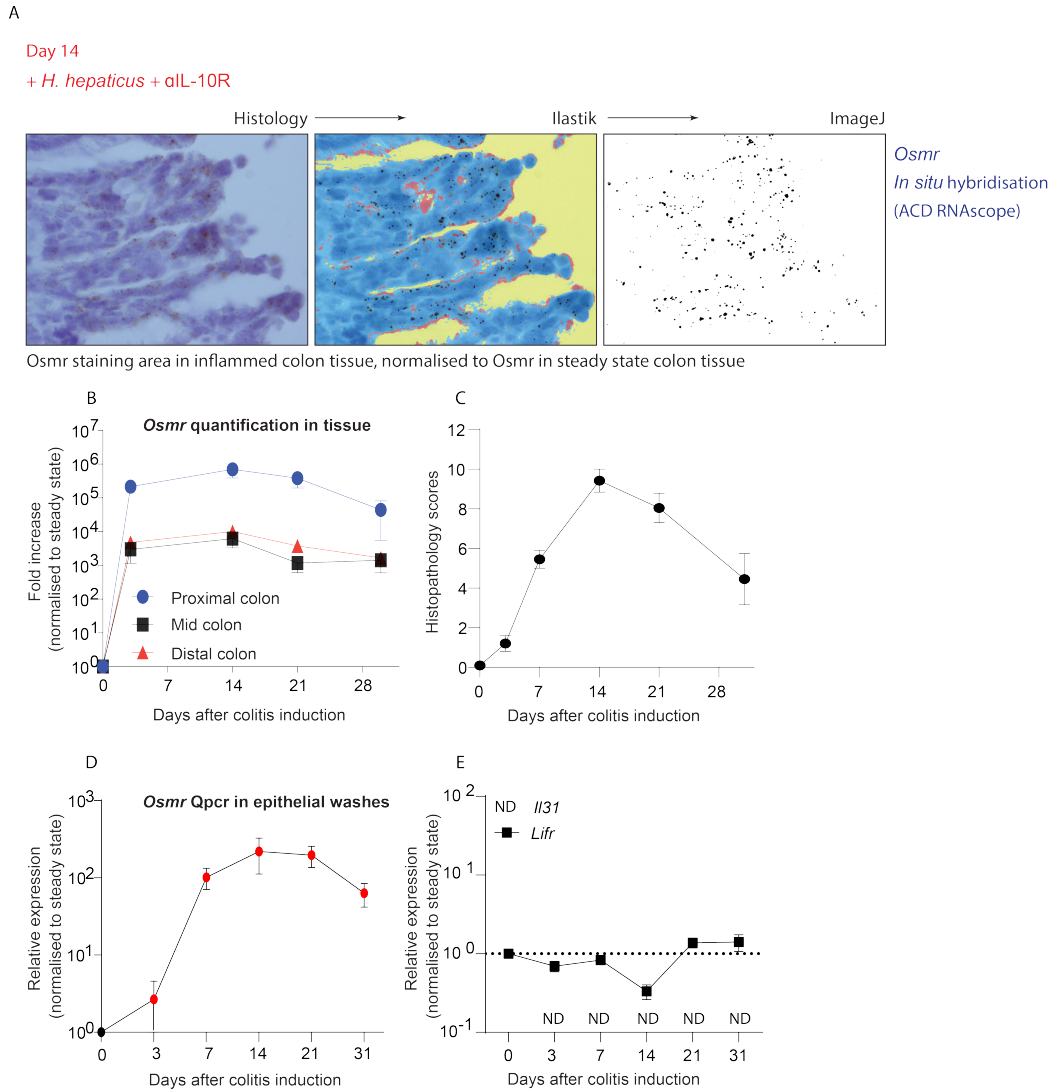 A
Day 14
+ H. hepaticus + αIL-10R
Histology
Ilastik
ImageJ
Osmr
In situ hybridisation
(ACD RNAscope)
Osmr staining area in inflammed colon tissue, normalised to Osmr in steady state colon tissue
B
Osmr quantification in tissue
Fold increase
(normalised to steady state)
10^7
10^6
10^5
10^4
10^3
10^2
10^1
10^0
Proximal colon
Mid colon
Distal colon
0 7 14 21 28
Days after colitis induction
C
Histopathology scores
12
10
8
6
4
2
0
0 7 14 21 28
Days after colitis induction
D
Osmr Qpcr in epithelial washes
Relative expression
(normalised to steady state)
10^3
10^2
10^1
10^0
0 3 7 14 21 31
Days after colitis induction
E
ND Il31
Lifr
Relative expression
(normalised to steady state)
10^2
10^1
10^0
10^-1
ND ND ND ND ND
0 3 7 14 21 31
Days after colitis induction